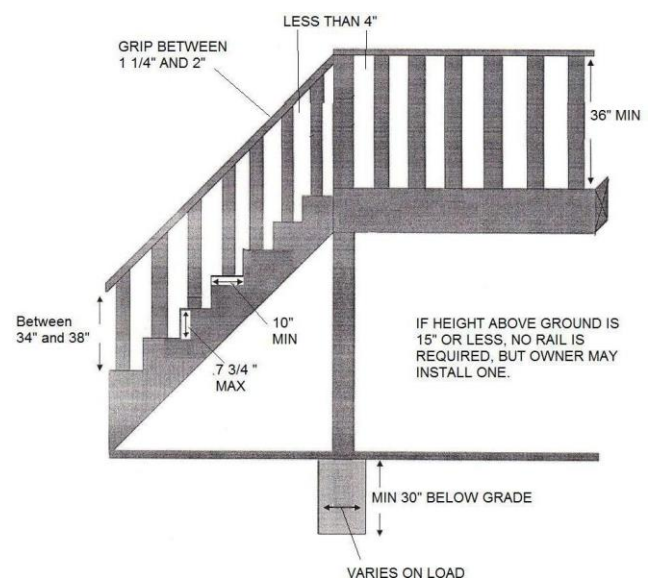 LESS THAN 4"
GRIP BETWEEN
1 1/4" AND 2"
36" MIN
Between
34" and 38"
10"
MIN
.7 3/4 "
MAX
IF HEIGHT ABOVE GROUND IS
15" OR LESS, NO RAIL IS
REQUIRED, BUT OWNER MAY
INSTALL ONE.
MIN 30" BELOW GRADE
VARIES ON LOAD